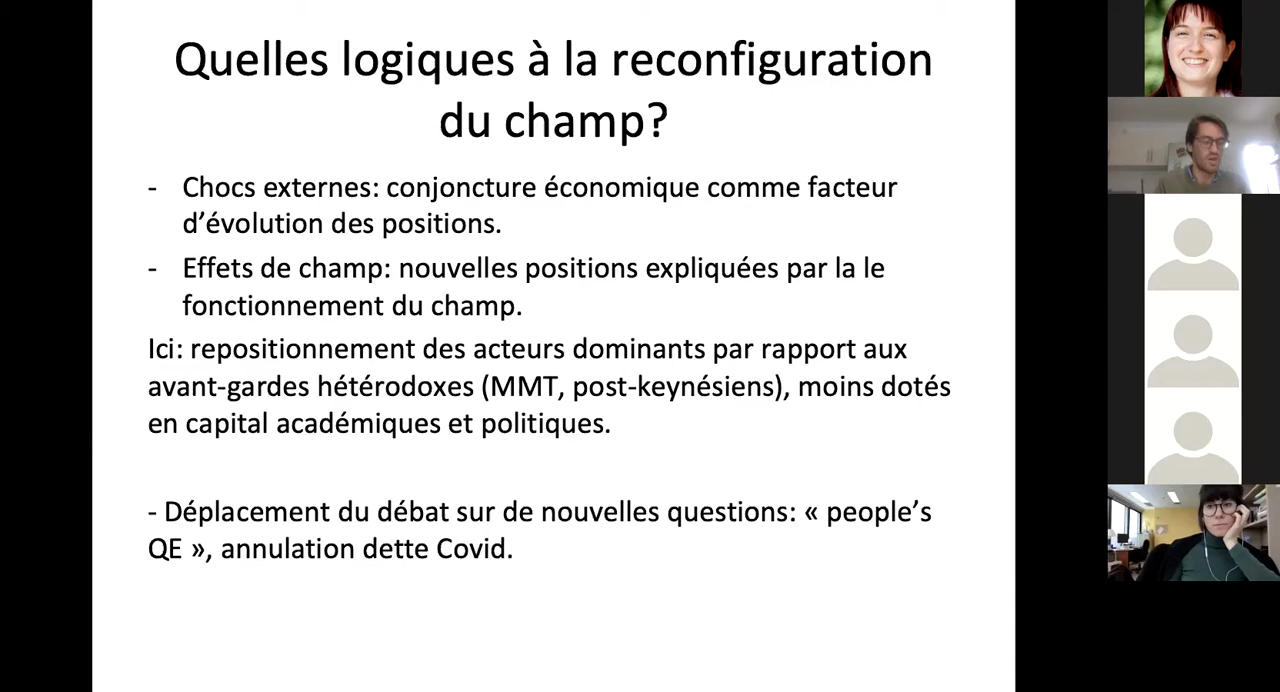 Quelles logiques à la reconfiguration
du champ?
- Chocs externes: conjoncture économique comme facteur
d’évolution des positions.
- Effets de champ: nouvelles positions expliquées par la le
fonctionnement du champ.
Ici: repositionnement des acteurs dominants par rapport aux
avant-gardes hétérodoxes (MMT, post-keynésiens), moins dotés
en capital académiques et politiques.
- Déplacement du débat sur de nouvelles questions: « people’s
QE », annulation dette Covid.